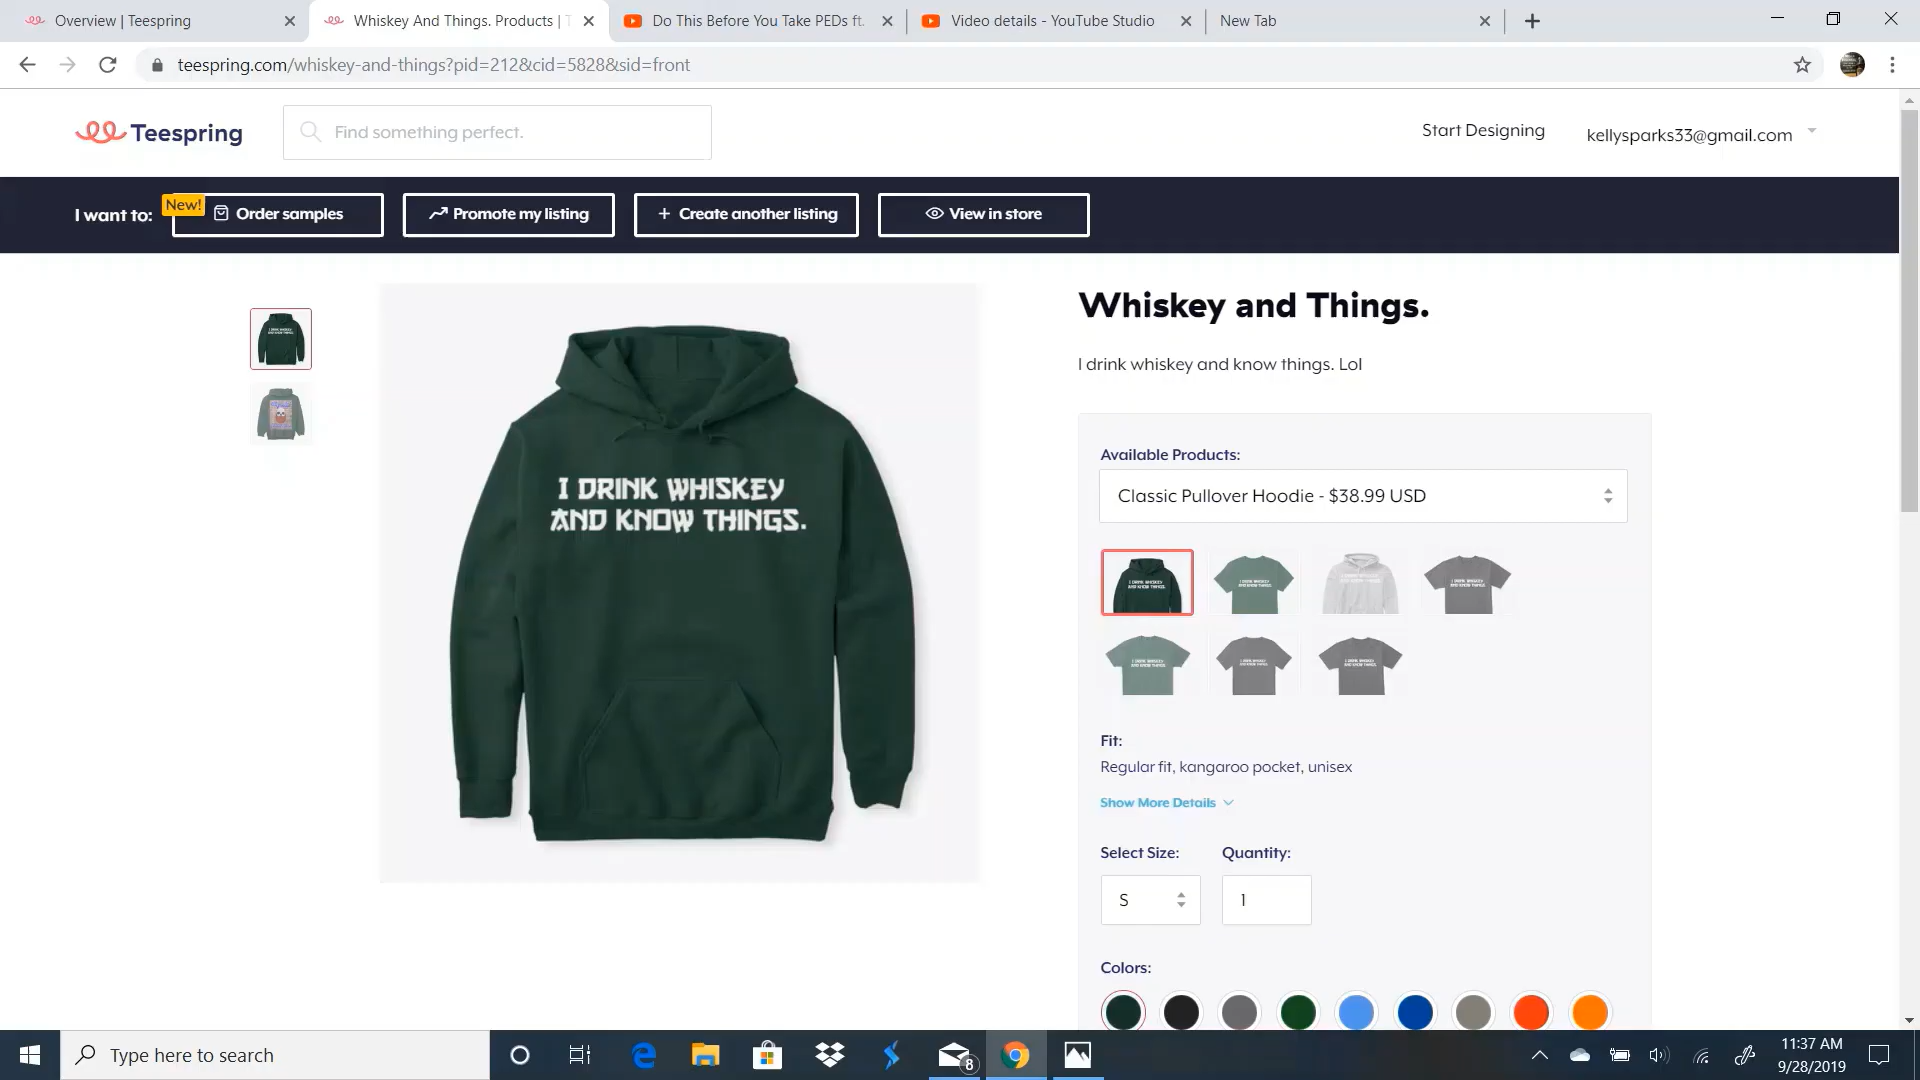 Overview | Teespring
Whiskey And Things. Products |
Do This Before You Take PEDs ft.
Video details - YouTube Studio
New Tab
teespring.com/whiskey-and-things?pid=212&cid=5828&sid=front
Teespring
Find something perfect.
Start Designing
kellysparks33@gmail.com
I want to:
New!
Order samples
Promote my listing
+ Create another listing
View in store
Whiskey and Things.
I drink whiskey and know things. Lol
I DRINK WHISKEY
AND KNOW THINGS.
Available Products:
Classic Pullover Hoodie - $38.99 USD
Fit:
Regular fit, kangaroo pocket, unisex
Show More Details
Select Size:
Quantity:
S
1
Colors:
Type here to search
8
11:37 AM
9/28/2019